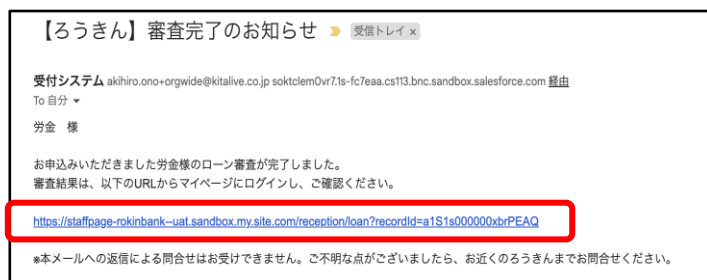 【ろうきん】審査完了のお知らせ 受信トレイ ×
受付システム akihiro.ono+orgwide@kitalive.co.jp soktclem0vr7.1s-fc7eaa.cs113.bnc.sandbox.salesforce.com 経由
To 自分
労金 様
お申込みいただきました労金様のローン審査が完了しました。
審査結果は、以下のURLからマイページにログインし、ご確認ください。
https://staffpage-rokinbank--uat.sandbox.my.site.com/reception/loan?recordId=a1S1s000000xbrPEAQ
※本メールへの返信による問合せはお受けできません。ご不明な点がございましたら、お近くのろうきんまでお問合せください。